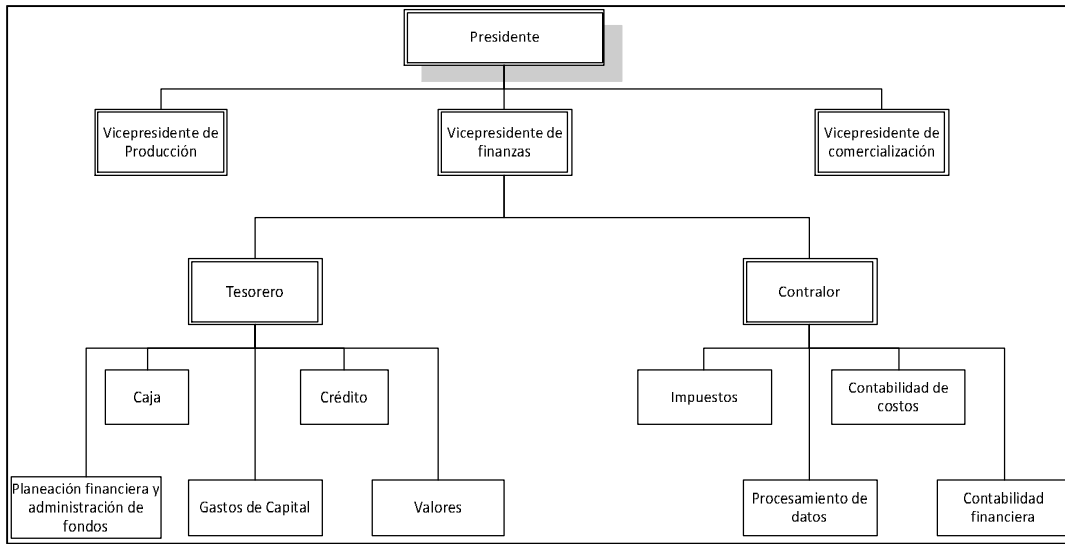 Presidente
Vicepresidente de
Producción
Vicepresidente de
finanzas
Vicepresidente de
comercialización
Tesorero
Contralor
Caja
Crédito
Impuestos
Contabilidad de
costos
Planeación financiera y
administración de
fondos
Gastos de Capital
Valores
Procesamiento de
datos
Contabilidad
financiera